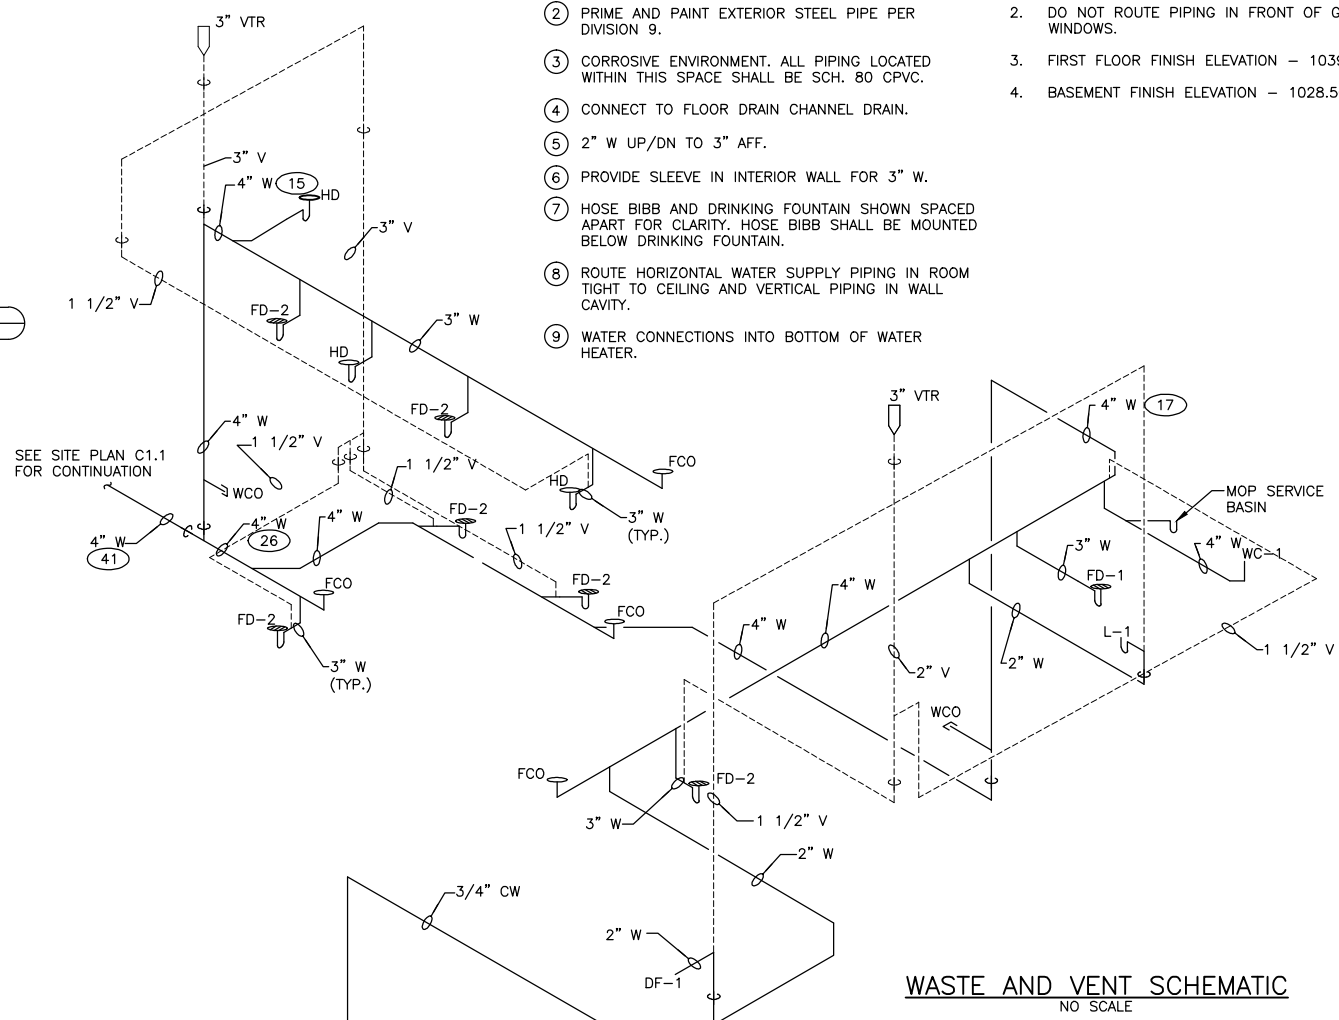 2 PRIME AND PAINT EXTERIOR STEEL PIPE PER
DIVISION 9.
3 CORROSIVE ENVIRONMENT. ALL PIPING LOCATED
WITHIN THIS SPACE SHALL BE SCH. 80 CPVC.
4 CONNECT TO FLOOR DRAIN CHANNEL DRAIN.
5 2" W UP/DN TO 3" AFF.
6 PROVIDE SLEEVE IN INTERIOR WALL FOR 3" W.
7 HOSE BIBB AND DRINKING FOUNTAIN SHOWN SPACED
APART FOR CLARITY. HOSE BIBB SHALL BE MOUNTED
BELOW DRINKING FOUNTAIN.
8 ROUTE HORIZONTAL WATER SUPPLY PIPING IN ROOM
TIGHT TO CEILING AND VERTICAL PIPING IN WALL
CAVITY.
9 WATER CONNECTIONS INTO BOTTOM OF WATER
HEATER.
2. DO NOT ROUTE PIPING IN FRONT OF
WINDOWS.
3. FIRST FLOOR FINISH ELEVATION –
4. BASEMENT FINISH ELEVATION – 1028.5
3" VTR
3" V
4" W 15
HD
3" V
1 1/2" V
FD-2
3" W
HD
FD-2
4" W
1 1/2" V
SEE SITE PLAN C1.1
FOR CONTINUATION
1 1/2" V
FCO
HD
WCO
FD-2
3" W
(TYP.)
4" W
41
4" W
26
4" W
1 1/2" V
FCO
FD-2
FD-2
FCO
3" W
(TYP.)
3" VTR
4" W 17
MOP SERVICE
BASIN
4" W
WC-1
3" W
FD-1
4" W
4" W
L-1
2" W
2" V
1 1/2" V
WCO
FCO
FD-2
3" W
1 1/2" V
2" W
3/4" CW
2" W
DF-1
WASTE AND VENT SCHEMATIC
NO SCALE